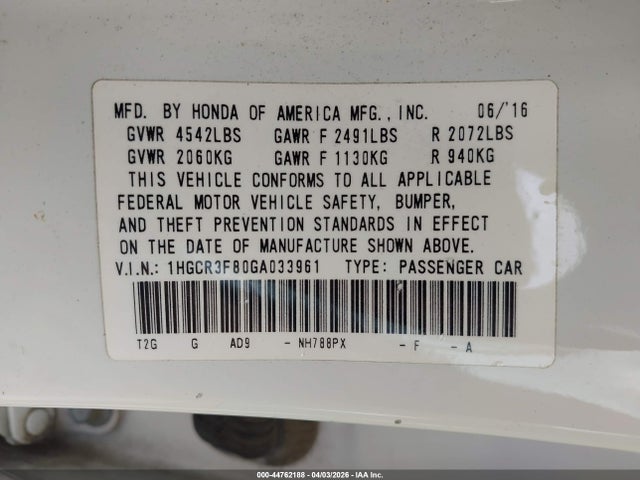 MFD. BY HONDA OF AMERICA MFG., INC. 06/'16
GVWR 4542LBS GAWR F 2491LBS R 2072LBS
GVWR 2060KG GAWR F 1130KG R 940KG
THIS VEHICLE CONFORMS TO ALL APPLICABLE
FEDERAL MOTOR VEHICLE SAFETY, BUMPER,
AND THEFT PREVENTION STANDARDS IN EFFECT
ON THE DATE OF MANUFACTURE SHOWN ABOVE.
V.I.N.: 1HGCR3F80GA033961 TYPE: PASSENGER CAR
T2G G AD9 - NH788PX - F - A
000-44762188 - 04/03/2026 - IAA Inc.